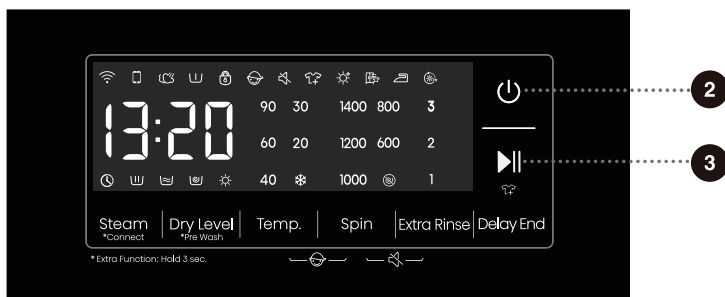 90 30 1400 800 3
13:20
60 20 1200 600 2
40 1000 1
Steam Dry Level Temp. Spin Extra Rinse Delay End
*Connect *Pre Wash
* Extra Function: Hold 3 sec.
2
3